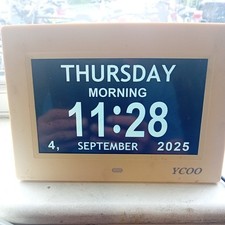 THURSDAY
MORNING
11:28
4, SEPTEMBER 2025
YCOO